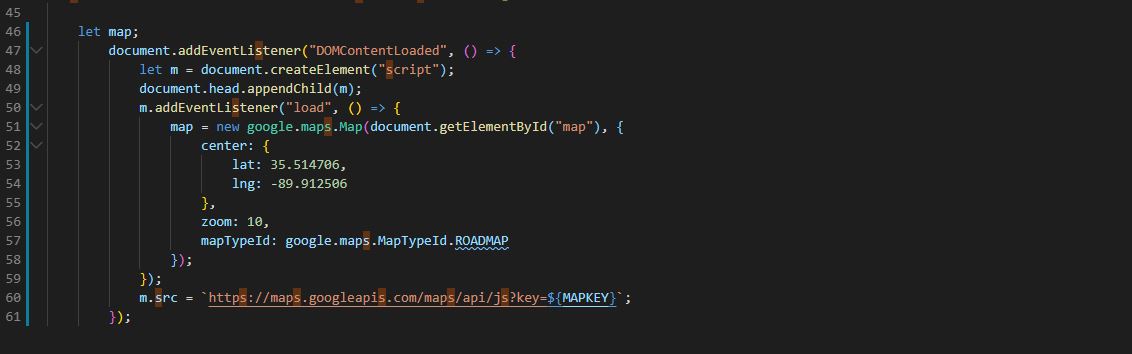 45
46 let map;
47 document.addEventListener("DOMContentLoaded", () => {
48 let m = document.createElement("script");
49 document.head.appendChild(m);
50 m.addEventListener("load", () => {
51 map = new google.maps.Map(document.getElementById("map"), {
52 center: {
53 lat: 35.514706,
54 lng: -89.912506
55 },
56 zoom: 10,
57 mapTypeId: google.maps.MapTypeId.ROADMAP
58 });
59 });
60 m.src = `https://maps.googleapis.com/maps/api/js?key=${MAPKEY}`;
61 });